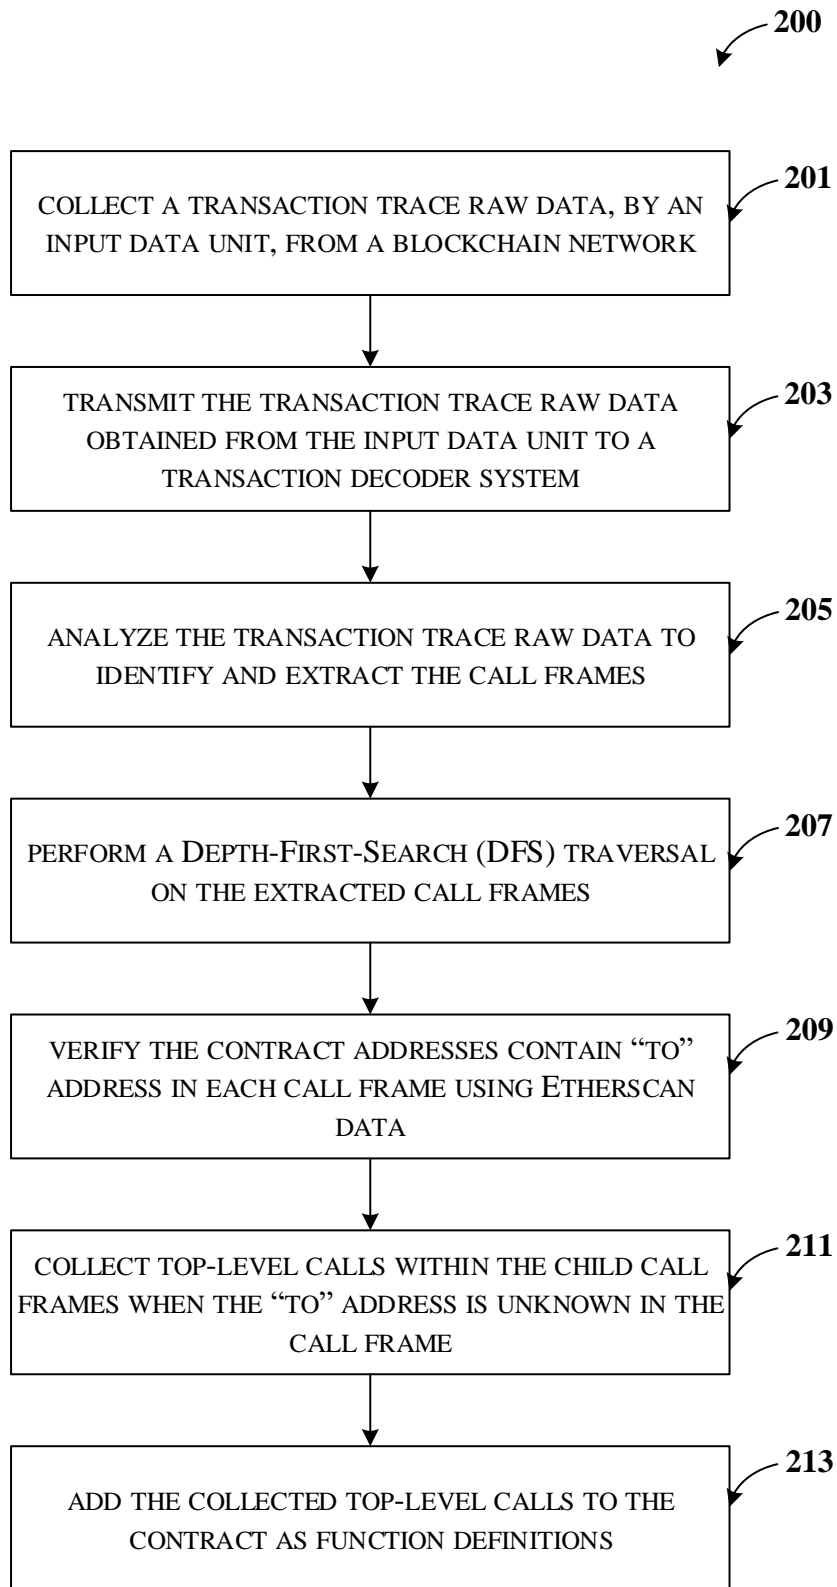 200
COLLECT A TRANSACTION TRACE RAW DATA, BY AN
INPUT DATA UNIT, FROM A BLOCKCHAIN NETWORK
201
TRANSMIT THE TRANSACTION TRACE RAW DATA
OBTAINED FROM THE INPUT DATA UNIT TO A
TRANSACTION DECODER SYSTEM
203
ANALYZE THE TRANSACTION TRACE RAW DATA TO
IDENTIFY AND EXTRACT THE CALL FRAMES
205
PERFORM A DEPTH-FIRST-SEARCH (DFS) TRAVERSAL
ON THE EXTRACTED CALL FRAMES
207
VERIFY THE CONTRACT ADDRESSES CONTAIN “TO”
ADDRESS IN EACH CALL FRAME USING ETHERSCAN
DATA
209
COLLECT TOP-LEVEL CALLS WITHIN THE CHILD CALL
FRAMES WHEN THE “TO” ADDRESS IS UNKNOWN IN THE
CALL FRAME
211
ADD THE COLLECTED TOP-LEVEL CALLS TO THE
CONTRACT AS FUNCTION DEFINITIONS
213